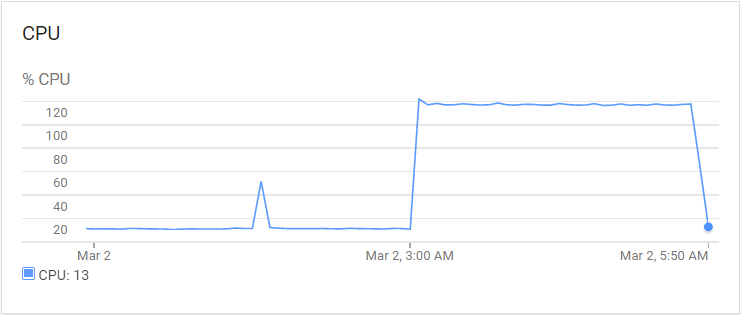 CPU
% CPU
120
100
80
60
40
20
Mar 2
Mar 2, 3:00 AM
Mar 2, 5:50 AM
CPU: 13